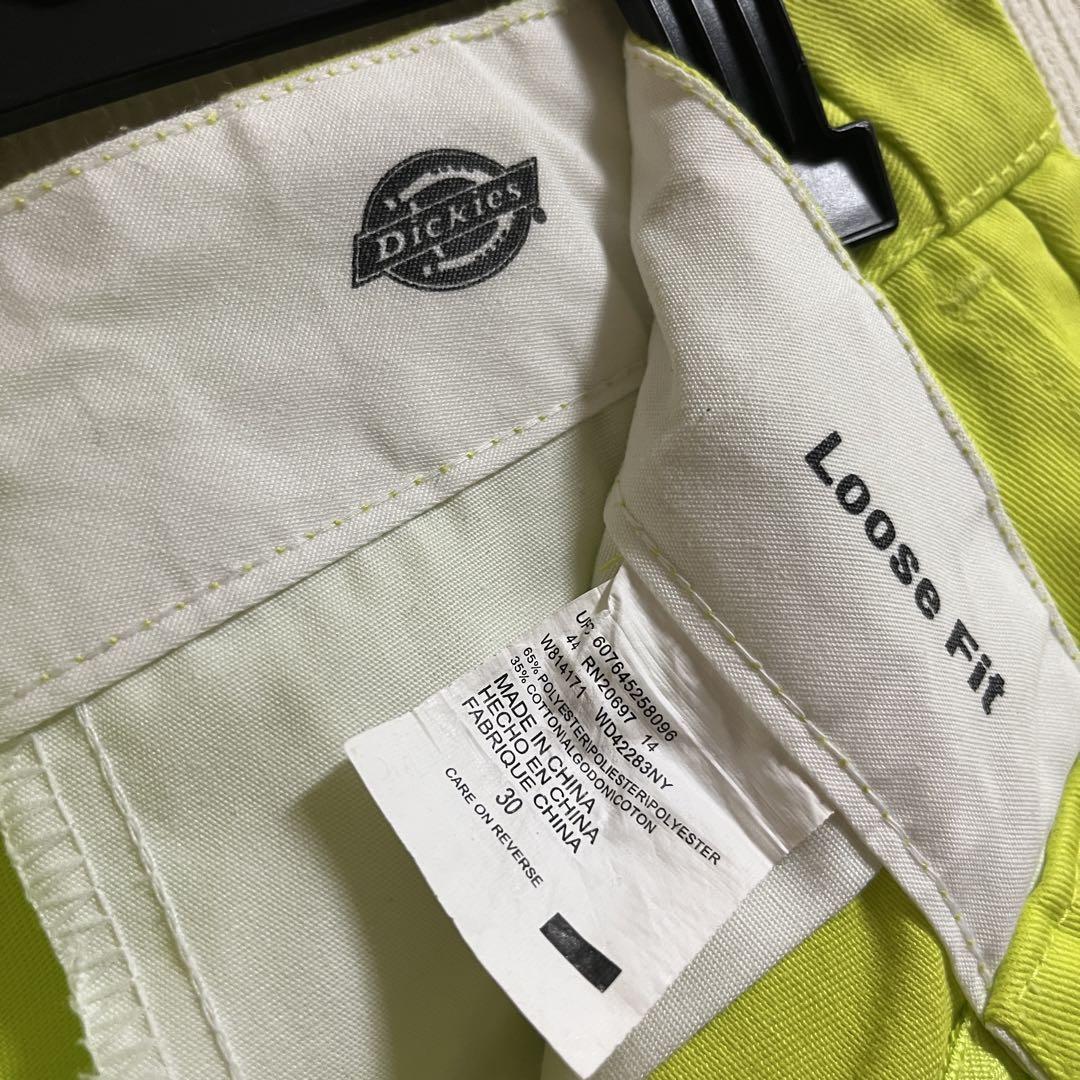 Dickies
Loose Fit
UP: 607645258096
44 RN20697 14
W814171 WD42283NY
65% POLYESTER\POLIESTER\POLYESTER
35% COTTON\ALGODON\COTON
MADE IN CHINA
HECHO EN CHINA
FABRIQUE CHINA
30
CARE ON REVERSE